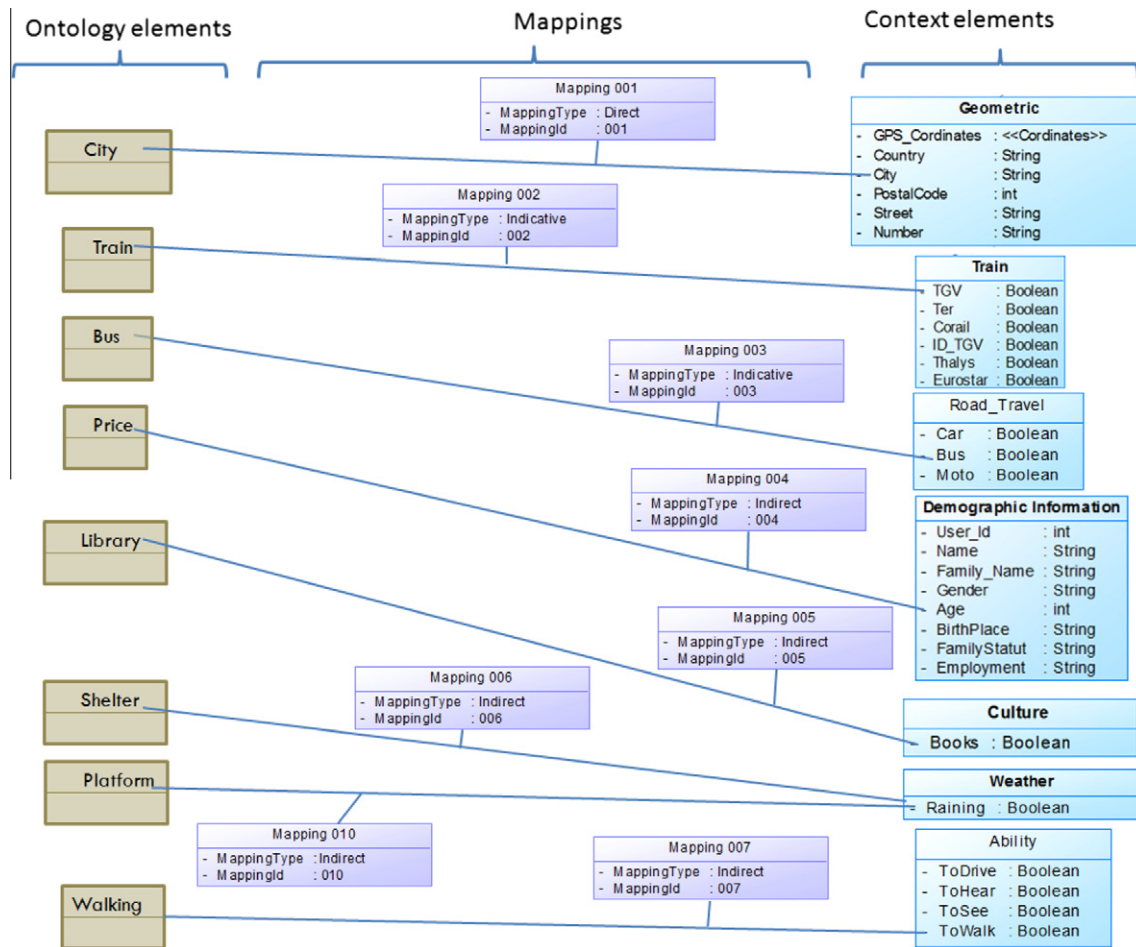 Ontology elements
Mappings
Context elements
Mapping 001
- MappingType : Direct
- MappingId : 001
Geometric
- GPS_Cordinates : <<Cordinates>>
- Country : String
- City : String
- PostalCode : int
- Street : String
- Number : String
City
Mapping 002
- MappingType : Indicative
- MappingId : 002
Train
Train
- TGV : Boolean
- Ter : Boolean
- Corail : Boolean
- ID_TGV : Boolean
- Thalys : Boolean
- Eurostar : Boolean
Bus
Mapping 003
- MappingType : Indicative
- MappingId : 003
Road_Travel
- Car : Boolean
- Bus : Boolean
- Moto : Boolean
Price
Mapping 004
- MappingType : Indirect
- MappingId : 004
Demographic Information
- User_Id : int
- Name : String
- Family_Name : String
- Gender : String
- Age : int
- BirthPlace : String
- FamilyStatut : String
- Employment : String
Library
Mapping 005
- MappingType : Indirect
- MappingId : 005
Culture
- Books : Boolean
Shelter
Mapping 006
- MappingType : Indirect
- MappingId : 006
Weather
- Raining : Boolean
Platform
Mapping 010
- MappingType : Indirect
- MappingId : 010
Mapping 007
- MappingType : Indirect
- MappingId : 007
Ability
- ToDrive : Boolean
- ToHear : Boolean
- ToSee : Boolean
- ToWalk : Boolean
Walking